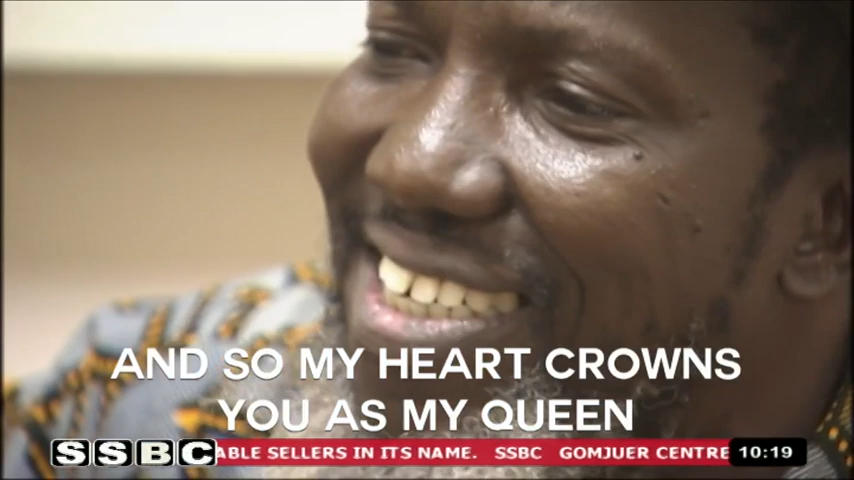 AND SO MY HEART CROWNS
YOU AS MY QUEEN
SSBC ABLE SELLERS IN ITS NAME. SSBC GOMJUER CENTRE 10:19